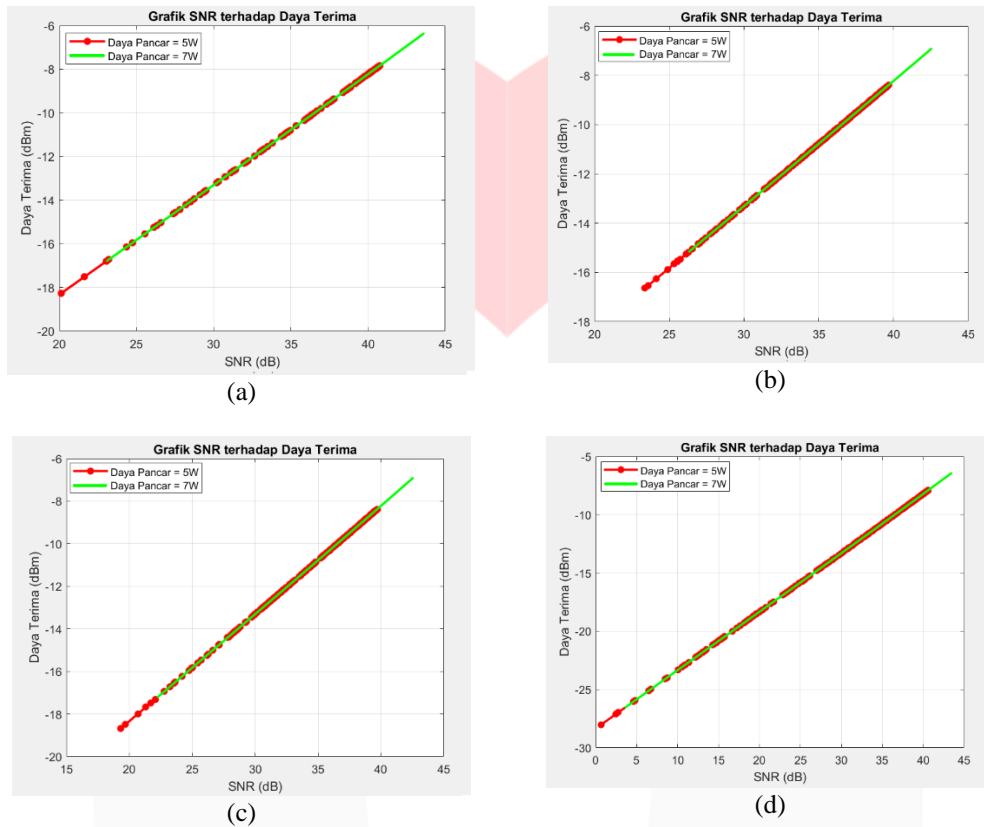 Grafik SNR terhadap Daya Terima
Daya Pancar = 5W
Daya Pancar = 7W
Daya Terima (dBm)
-6
-8
-10
-12
-14
-16
-18
-20
20 25 30 35 40 45
SNR (dB)
(a)
Grafik SNR terhadap Daya Terima
Daya Pancar = 5W
Daya Pancar = 7W
Daya Terima (dBm)
-6
-8
-10
-12
-14
-16
-18
20 25 30 35 40 45
SNR (dB)
(b)
Grafik SNR terhadap Daya Terima
Daya Pancar = 5W
Daya Pancar = 7W
Daya Terima (dBm)
-6
-8
-10
-12
-14
-16
-18
-20
15 20 25 30 35 40 45
SNR (dB)
(c)
Grafik SNR terhadap Daya Terima
Daya Pancar = 5W
Daya Pancar = 7W
Daya Terima (dBm)
-5
-10
-15
-20
-25
-30
0 5 10 15 20 25 30 35 40 45
SNR (dB)
(d)